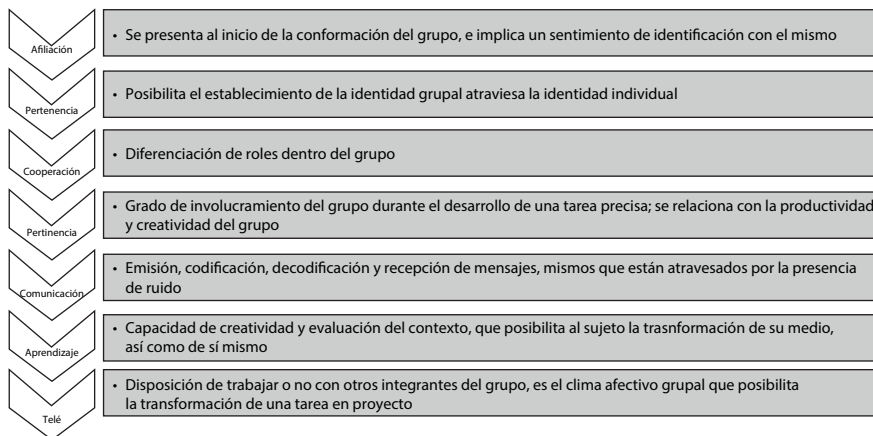 Afiliación
• Se presenta al inicio de la conformación del grupo, e implica un sentimiento de identificación con el mismo
Pertenencia
• Posibilita el establecimiento de la identidad grupal atraviesa la identidad individual
Cooperación
• Diferenciación de roles dentro del grupo
Pertinencia
• Grado de involucramiento del grupo durante el desarrollo de una tarea precisa; se relaciona con la productividad
y creatividad del grupo
Comunicación
• Emisión, codificación, decodificación y recepción de mensajes, mismos que están atravesados por la presencia
de ruido
Aprendizaje
• Capacidad de creatividad y evaluación del contexto, que posibilita al sujeto la trasnformación de su medio,
así como de sí mismo
Telé
• Disposición de trabajar o no con otros integrantes del grupo, es el clima afectivo grupal que posibilita
la transformación de una tarea en proyecto